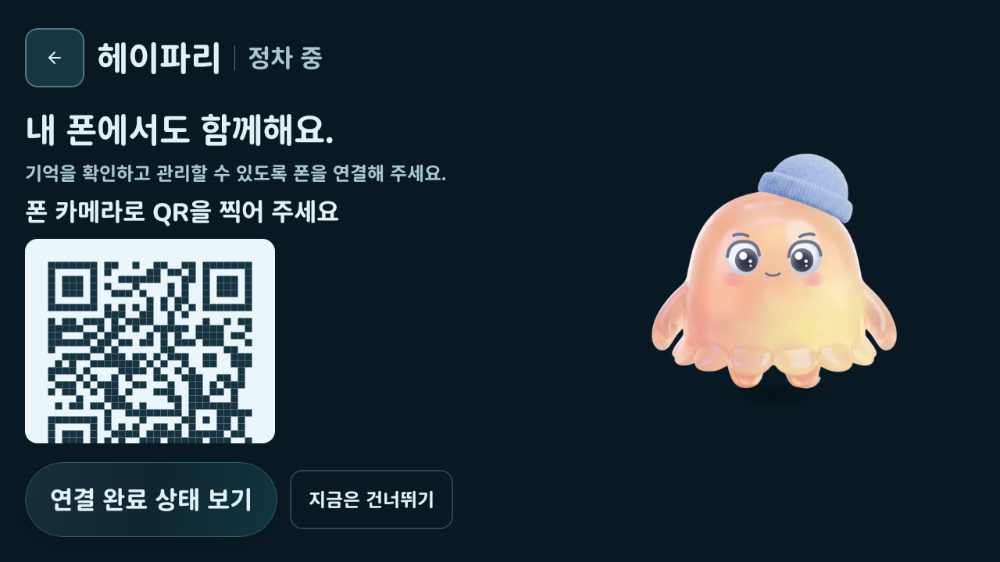 헤이파리
정차 중
내 폰에서도 함께해요.
기억을 확인하고 관리할 수 있도록 폰을 연결해 주세요.
폰 카메라로 QR을 찍어 주세요
연결 완료 상태 보기
지금은 건너뛰기